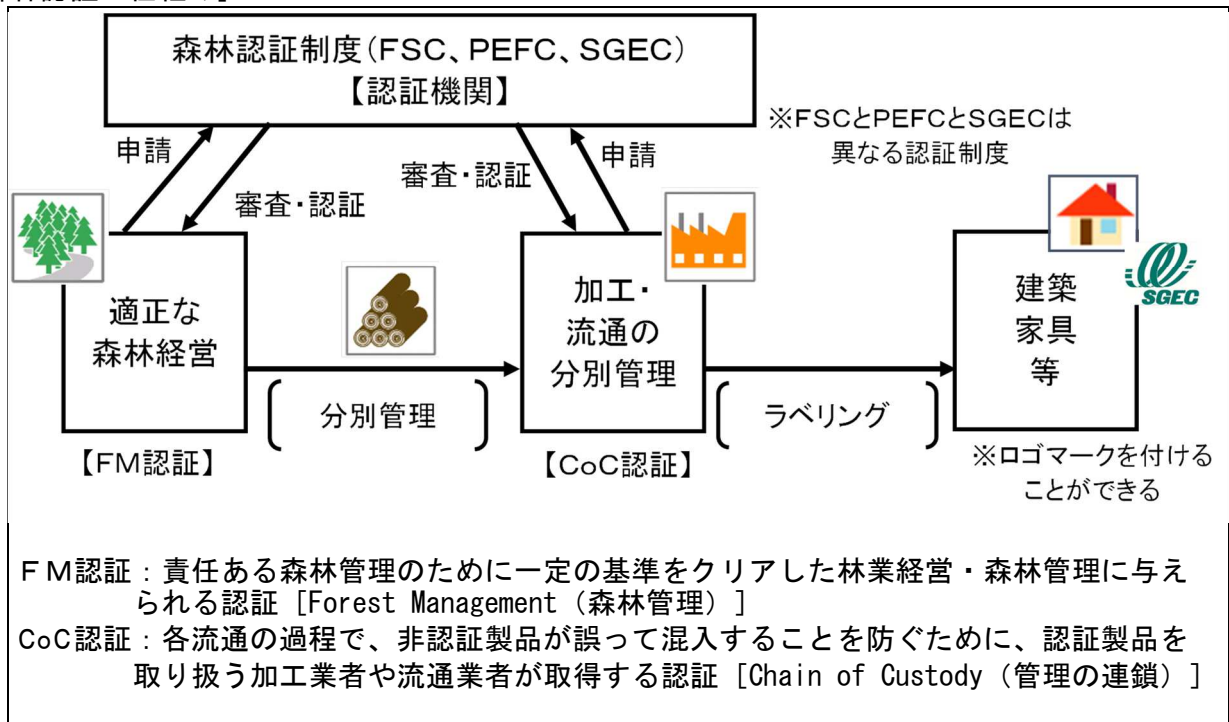 森林認証制度(FSC、PEFC、SGEC)
【認証機関】
※FSCとPEFCとSGECは
異なる認証制度
申請
審査・認証
審査・認証
申請
適正な
森林経営
【FM認証】
分別管理
加工・
流通の
分別管理
【CoC認証】
ラベリング
建築
家具
等
SGEC
※ロゴマークを付ける
ことができる
FM認証：責任ある森林管理のために一定の基準をクリアした林業経営・森林管理に与え
られる認証 [Forest Management（森林管理）]
CoC認証：各流通の過程で、非認証製品が誤って混入することを防ぐために、認証製品を
取り扱う加工業者や流通業者が取得する認証 [Chain of Custody（管理の連鎖）]